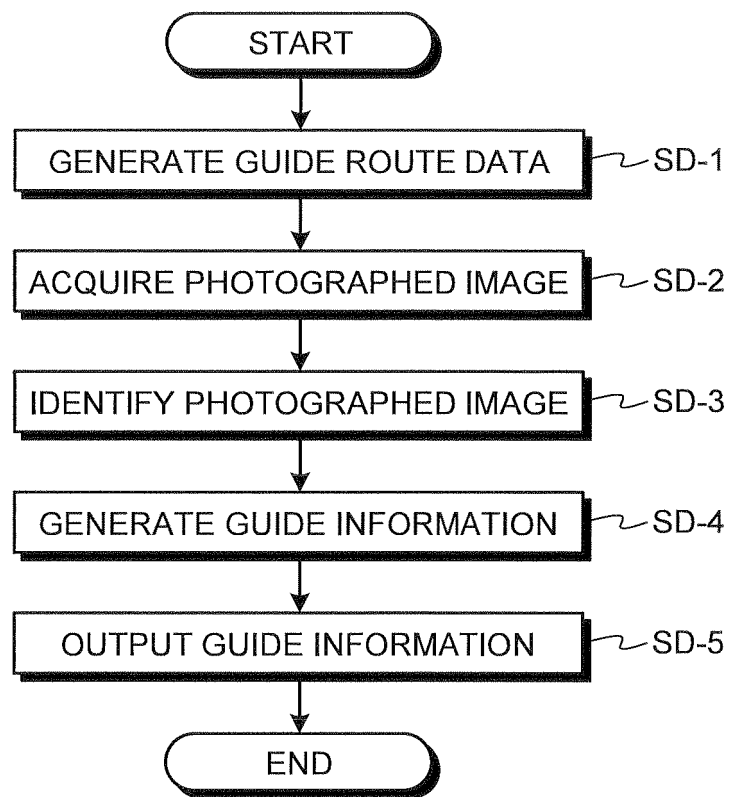 START
GENERATE GUIDE ROUTE DATA SD-1
ACQUIRE PHOTOGRAPHED IMAGE SD-2
IDENTIFY PHOTOGRAPHED IMAGE SD-3
GENERATE GUIDE INFORMATION SD-4
OUTPUT GUIDE INFORMATION SD-5
END